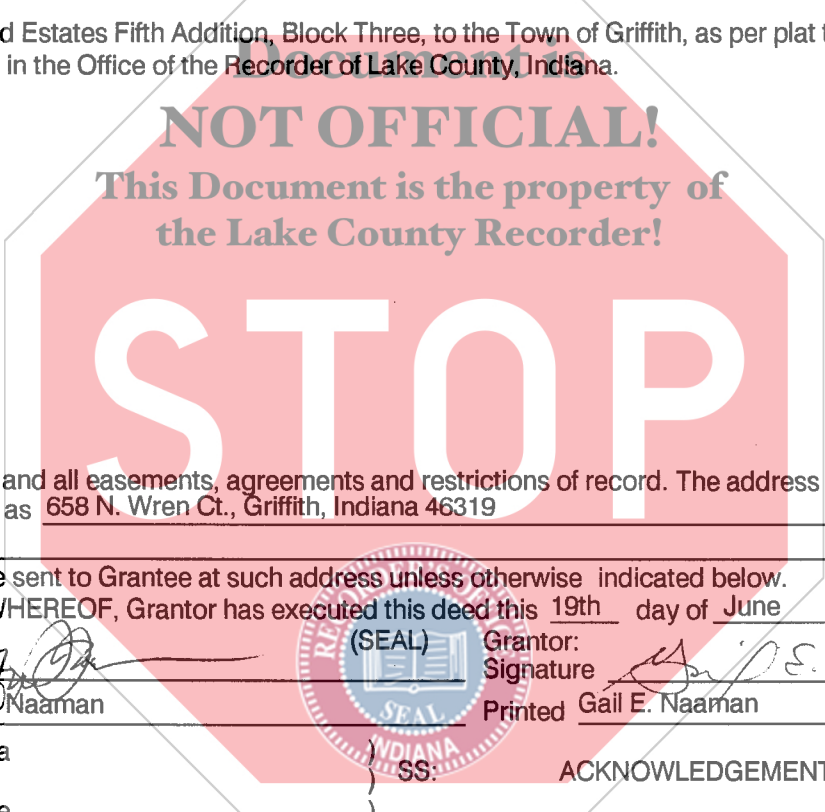 d Estates Fifth Addition, Block Three, to the Town of Griffith, as per plat t
Document is
in the Office of the Recorder of Lake County, Indiana.
NOT OFFICIAL!
This Document is the property of
the Lake County Recorder!
STOP
and all easements, agreements and restrictions of record. The address
as 658 N. Wren Ct., Griffith, Indiana 46319
e sent to Grantee at such address unless otherwise indicated below.
WHEREOF, Grantor has executed this deed this 19th day of June
(SEAL) Grantor:
Signature Gail E.
Naaman Printed Gail E. Naaman
SEAL
INDIANA
a
) SS: ACKNOWLEDGEMENT